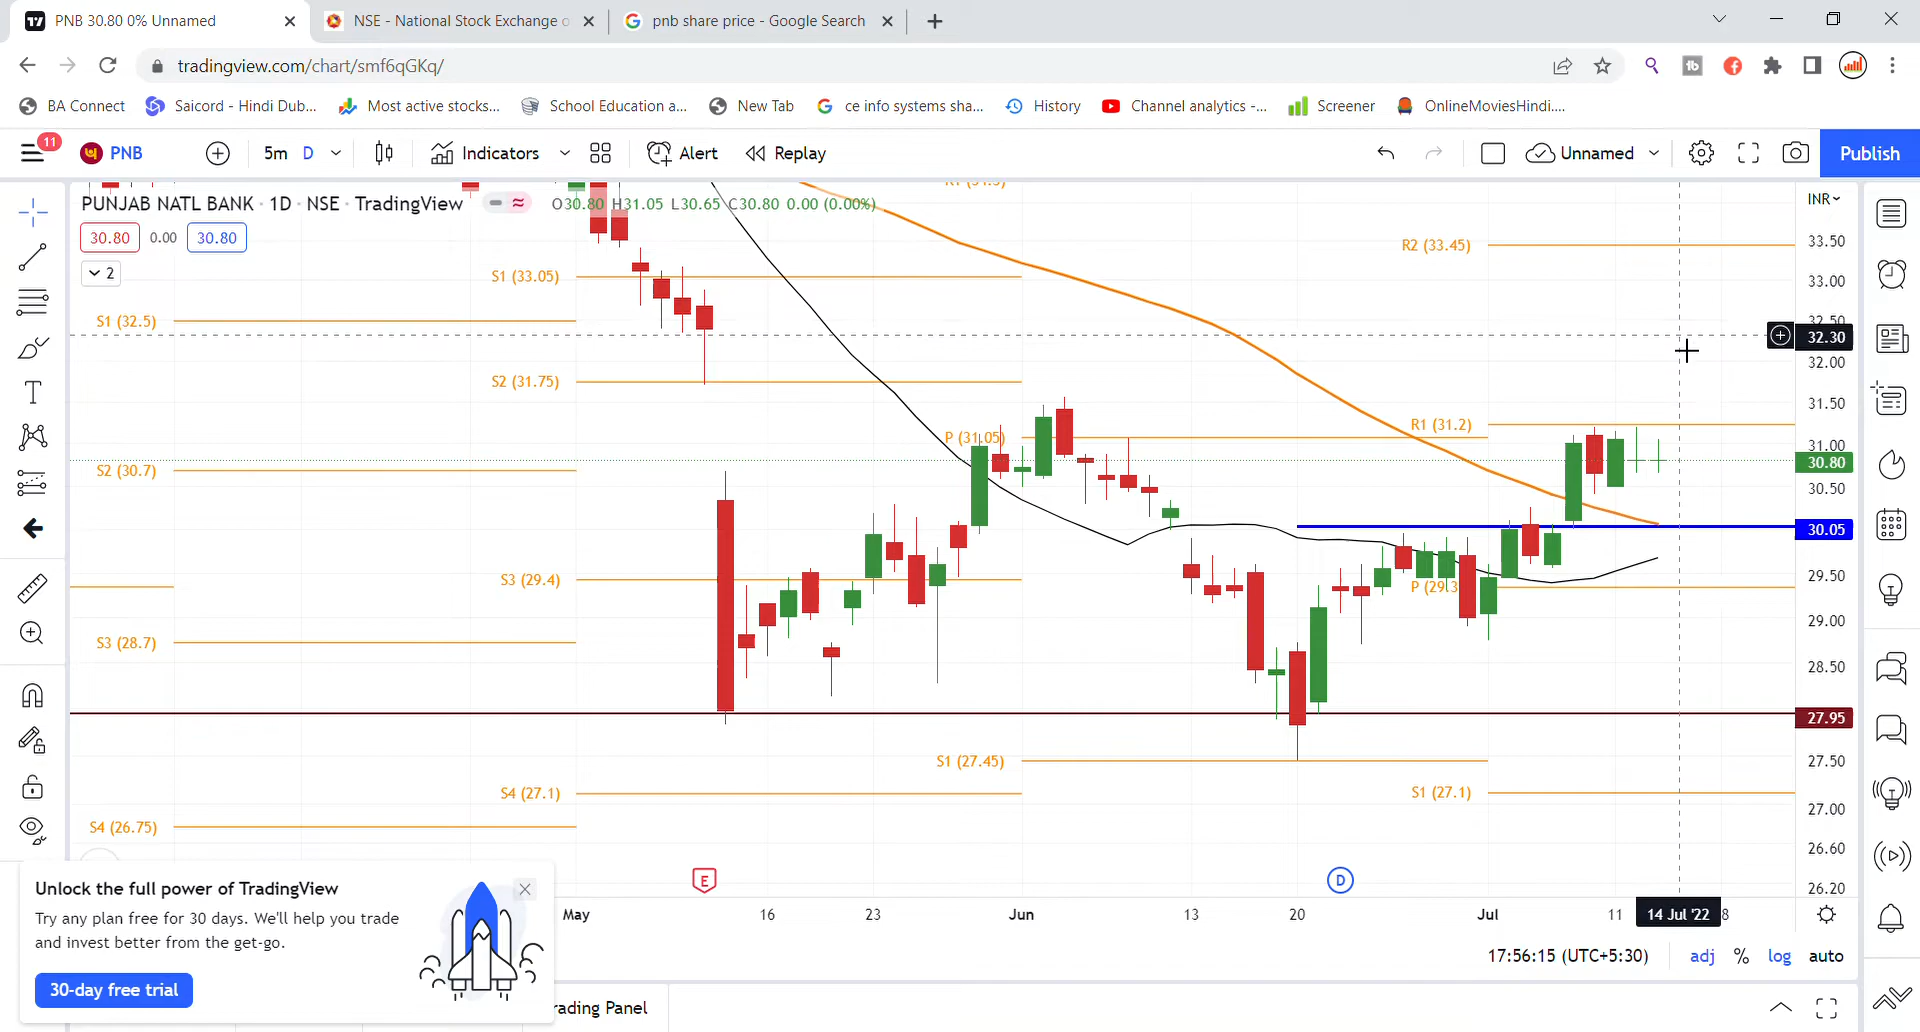 PNB 30.80 0% Unnamed
NSE - National Stock Exchange o
pnb share price - Google Search
tradingview.com/chart/smf6qGKq/
BA Connect
Saicord - Hindi Dub...
Most active stocks...
School Education a...
New Tab
ce info systems sha...
History
Channel analytics -...
Screener
OnlineMoviesHindi....
11
PNB
5m
D
Indicators
Alert
Replay
Unnamed
Publish
PUNJAB NATL BANK · 1D · NSE · TradingView
O30.80 H31.05 L30.65 C30.80 0.00 (0.00%)
INR
30.80
0.00
30.80
2
R2 (33.45)
33.50
S1 (33.05)
33.00
S1 (32.5)
32.50
32.30
32.00
S2 (31.75)
31.50
R1 (31.2)
P (31.05)
31.00
S2 (30.7)
30.80
30.50
30.05
S3 (29.4)
29.50
P (29.3
29.00
S3 (28.7)
28.50
27.95
S1 (27.45)
27.50
S4 (27.1)
S1 (27.1)
27.00
S4 (26.75)
26.60
26.20
E
D
May
16
23
Jun
13
20
Jul
11
14 Jul '22
8
17:56:15 (UTC+5:30)
adj
%
log
auto
Unlock the full power of TradingView
Try any plan free for 30 days. We'll help you trade
and invest better from the get-go.
30-day free trial
rading Panel